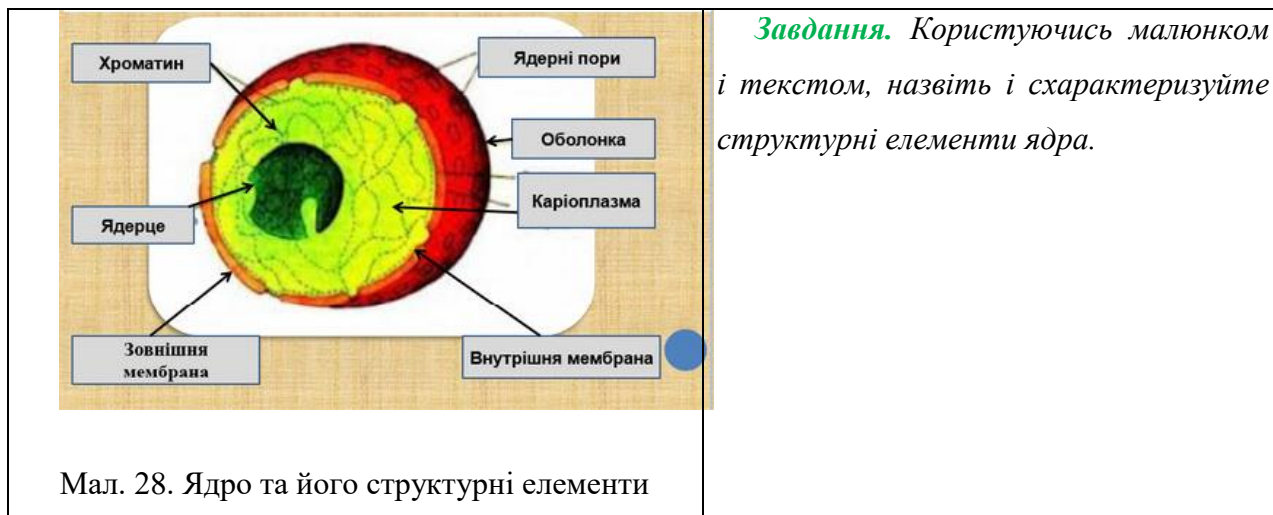 Хроматин
Ядерні пори
Оболонка
Каріоплазма
Ядерце
Зовнішня
мембрана
Внутрішня мембрана
Мал. 28. Ядро та його структурні елементи
Завдання. Користуючись малюнком
і текстом, назвіть і схарактеризуйте
структурні елементи ядра.